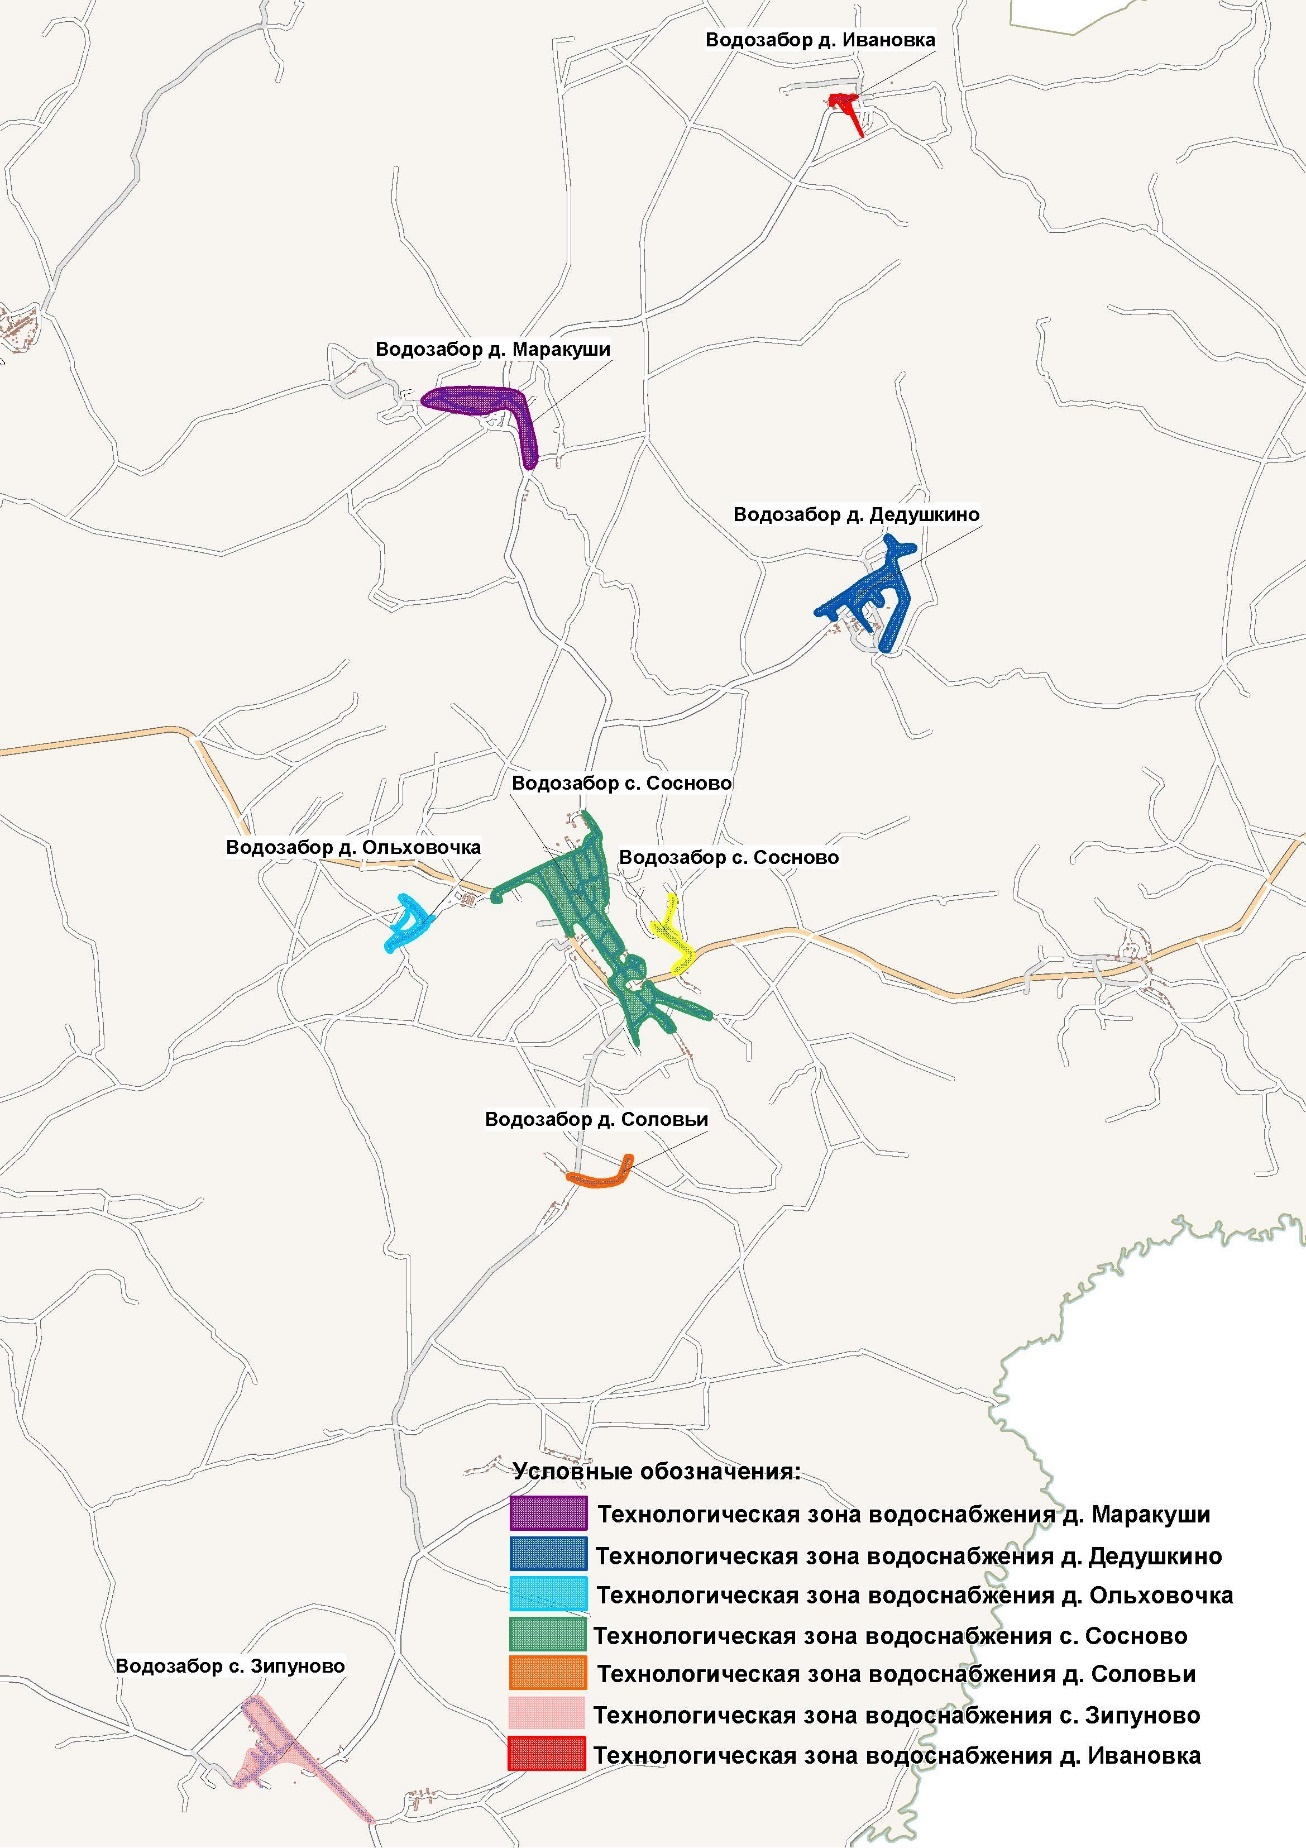 Водозабор д. Ивановка
Водозабор д. Маракуши
Водозабор д. Дедушкино
Водозабор с. Сосново
Водозабор д. Ольховочка
Водозабор с. Сосново
Водозабор д. Соловьи
Водозабор с. Зипуново
Условные обозначения:
Технологическая зона водоснабжения д. Маракуши
Технологическая зона водоснабжения д. Дедушкино
Технологическая зона водоснабжения д. Ольховочка
Технологическая зона водоснабжения с. Сосново
Технологическая зона водоснабжения д. Соловьи
Технологическая зона водоснабжения с. Зипуново
Технологическая зона водоснабжения д. Ивановка